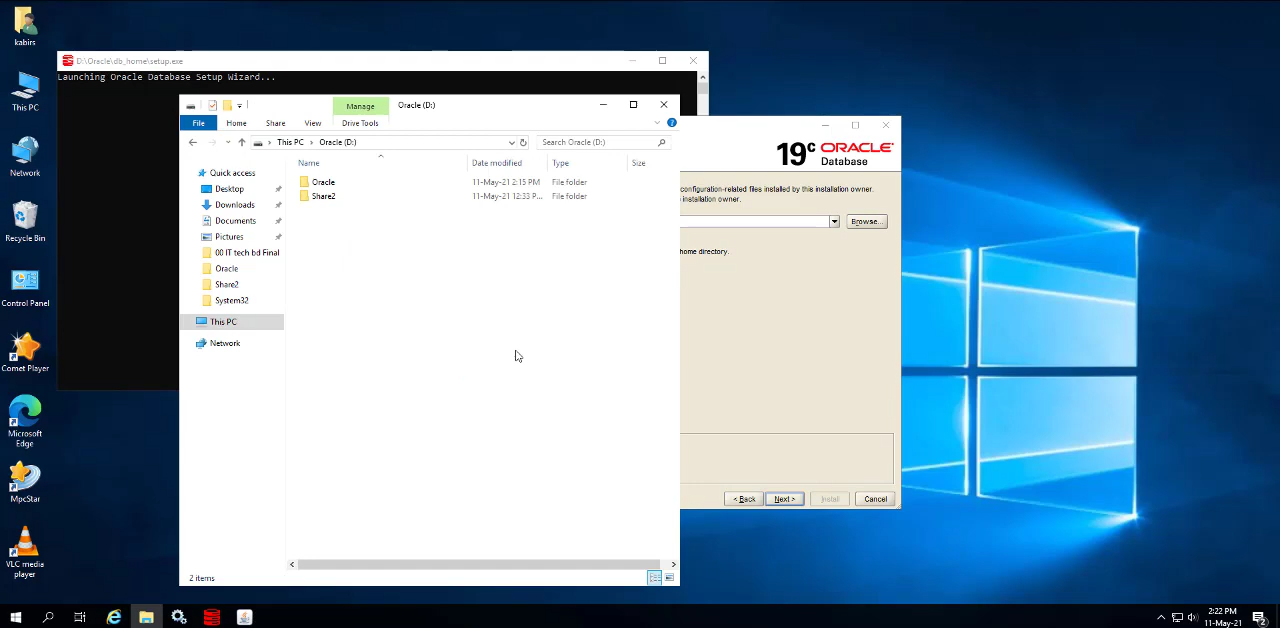 kabirs
This PC
Network
Recycle Bin
Control Panel
Comet Player
Microsoft
Edge
MpcStar
VLC media
player
D:\Oracle\db_home\setup.exe
Launching Oracle Database Setup Wizard...
Manage
Oracle (D:)
File
Home
Share
View
Drive Tools
This PC
Oracle (D:)
Search Oracle (D:)
Name
Date modified
Type
Size
Oracle
11-May-21 2:15 PM
File folder
Share2
11-May-21 12:33 P...
File folder
Quick access
Desktop
Downloads
Documents
Pictures
00 IT tech bd Final
Oracle
Share2
System32
This PC
Network
2 items
19c ORACLE
Database
configuration-related files installed by this installation owner.
installation owner.
Browse...
home directory.
< Back
Next >
Install
Cancel
2:22 PM
11-May-21
2